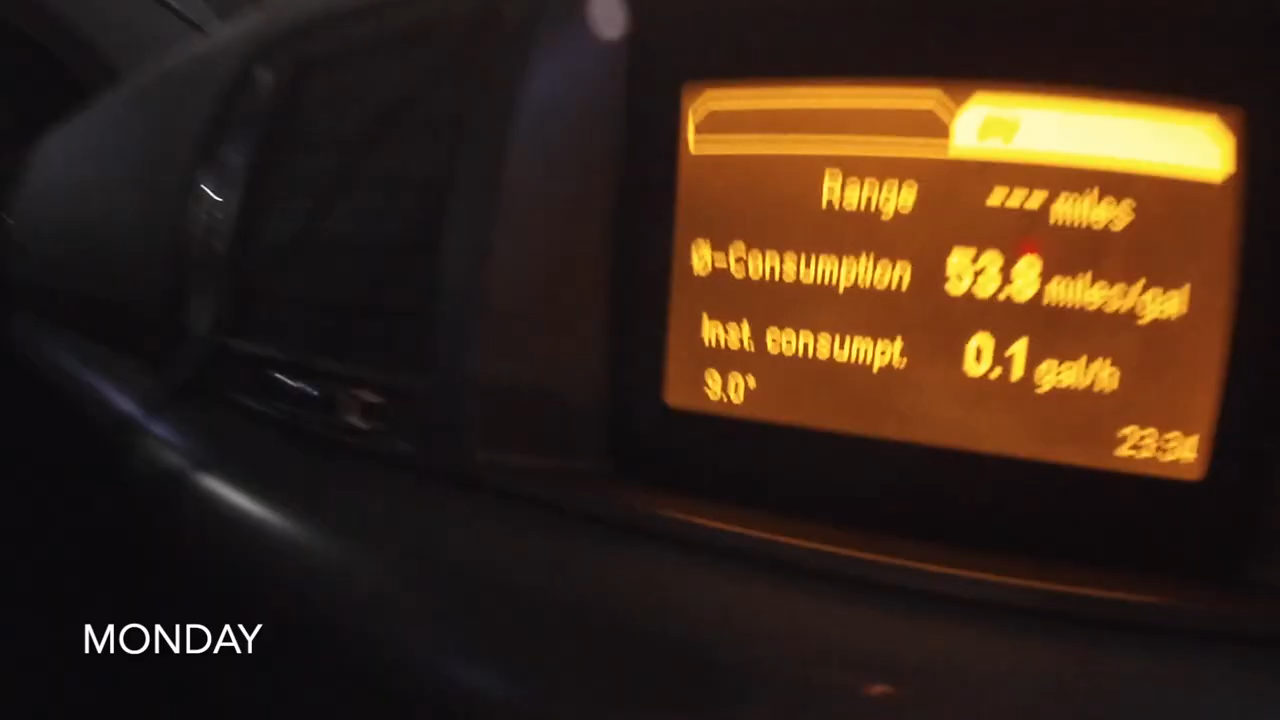 Range --- miles
Ø-Consumption 53.8 miles/gal
Inst. consumpt. 0.1 gal/h
9.0°
23:34
MONDAY